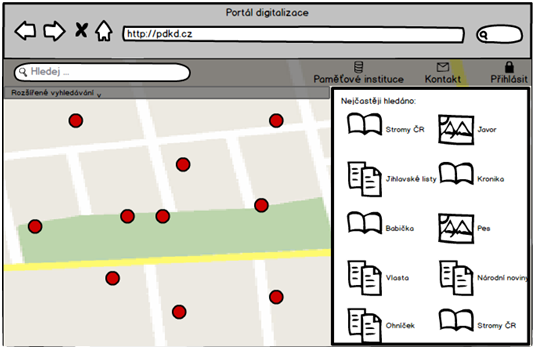 Portál digitalizace
http://pdkd.cz
Hledej ...
Paměťové instituce
Kontakt
Přihlásit
Rozšířené vyhledávání
Nejčastěji hledáno:
Stromy ČR
Javor
Jihlavské listy
Kronika
Babička
Pes
Vlasta
Národní noviny
Ohníček
Stromy ČR